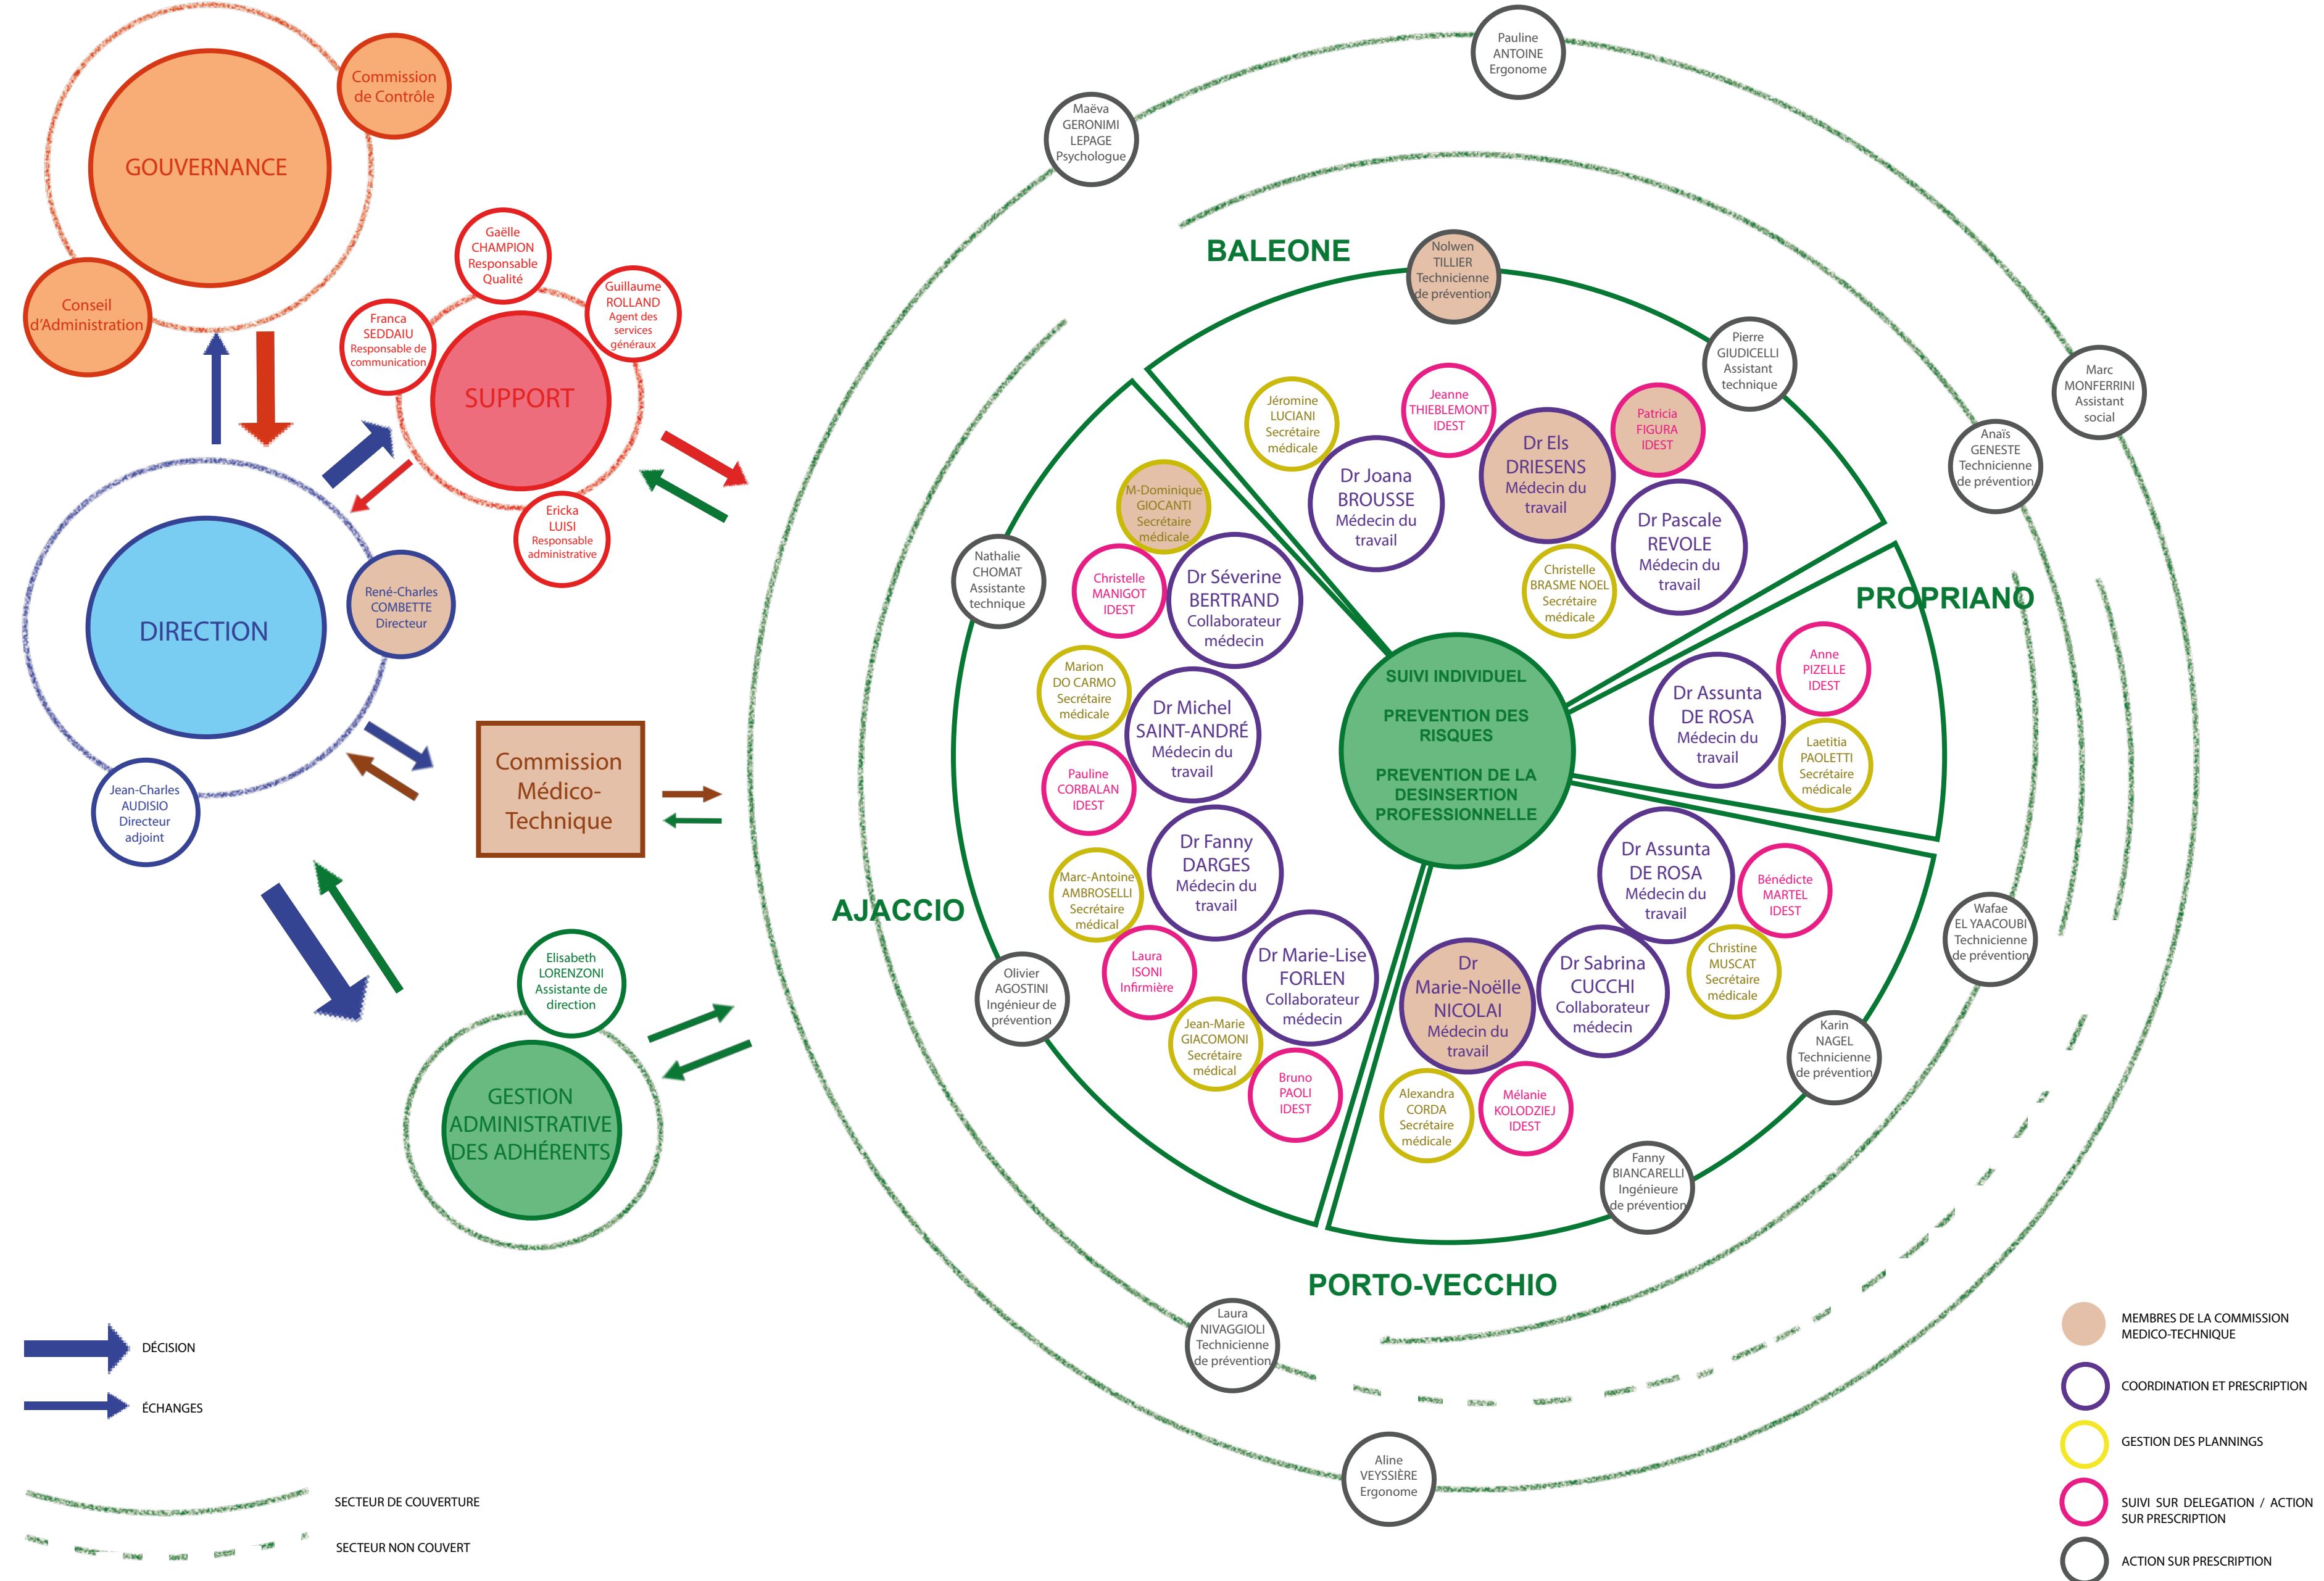 GOUVERNANCE
Commission
de Contrôle
Conseil
d'Administration
Gaëlle
CHAMPION
Responsable
Qualité
Guillaume
ROLLAND
Agent des
services
généraux
Franca
SEDDAIU
Responsable de
communication
SUPPORT
Ericka
LUISI
Responsable
administrative
DIRECTION
René-Charles
COMBETTE
Directeur
Jean-Charles
AUDISIO
Directeur
adjoint
Commission
Médico-
Technique
Elisabeth
LORENZONI
Assistante de
direction
GESTION
ADMINISTRATIVE
DES ADHÉRENTS
DÉCISION
ÉCHANGES
SECTEUR DE COUVERTURE
SECTEUR NON COUVERT
Pauline
ANTOINE
Ergonome
Maëva
GERONIMI
LEPAGE
Psychologue
Marc
MONFERRINI
Assistant
social
Anaïs
GENESTE
Technicienne
de prévention
BALEONE
Nolwen
TILLIER
Technicienne
de prévention
Pierre
GIUDICELLI
Assistant
technique
Jéromine
LUCIANI
Secrétaire
médicale
Jeanne
THIEBLEMONT
IDEST
Patricia
FIGURA
IDEST
Dr Joana
BROUSSE
Médecin du
travail
Dr Els
DRIESENS
Médecin du
travail
Dr Pascale
REVOLE
Médecin du
travail
Christelle
BRASME NOEL
Secrétaire
médicale
PROPRIANO
Anne
PIZELLE
IDEST
Dr Assunta
DE ROSA
Médecin du
travail
Laetitia
PAOLETTI
Secrétaire
médicale
SUIVI INDIVIDUEL
PREVENTION DES
RISQUES
PREVENTION DE LA
DESINSERTION
PROFESSIONNELLE
AJACCIO
Nathalie
CHOMAT
Assistante
technique
M-Dominique
GIOCANTI
Secrétaire
médicale
Christelle
MANIGOT
IDEST
Dr Séverine
BERTRAND
Collaborateur
médecin
Marion
DO CARMO
Secrétaire
médicale
Dr Michel
SAINT-ANDRÉ
Médecin du
travail
Pauline
CORBALAN
IDEST
Dr Fanny
DARGES
Médecin du
travail
Marc-Antoine
AMBROSELLI
Secrétaire
médical
Laura
ISONI
Infirmière
Dr Marie-Lise
FORLEN
Collaborateur
médecin
Jean-Marie
GIACOMONI
Secrétaire
médical
Bruno
PAOLI
IDEST
Olivier
AGOSTINI
Ingénieur de
prévention
PORTO-VECCHIO
Dr Assunta
DE ROSA
Médecin du
travail
Bénédicte
MARTEL
IDEST
Christine
MUSCAT
Secrétaire
médicale
Dr Sabrina
CUCCHI
Collaborateur
médecin
Dr
Marie-Noëlle
NICOLAI
Médecin du
travail
Alexandra
CORDA
Secrétaire
médicale
Mélanie
KOLODZIEJ
IDEST
Wafae
EL YAACOUBI
Technicienne
de prévention
Karin
NAGEL
Technicienne
de prévention
Fanny
BIANCARELLI
Ingénieure
de prévention
Laura
NIVAGGIOLI
Technicienne
de prévention
Aline
VEYSSIÈRE
Ergonome
MEMBRES DE LA COMMISSION
MEDICO-TECHNIQUE
COORDINATION ET PRESCRIPTION
GESTION DES PLANNINGS
SUIVI SUR DELEGATION / ACTION
SUR PRESCRIPTION
ACTION SUR PRESCRIPTION